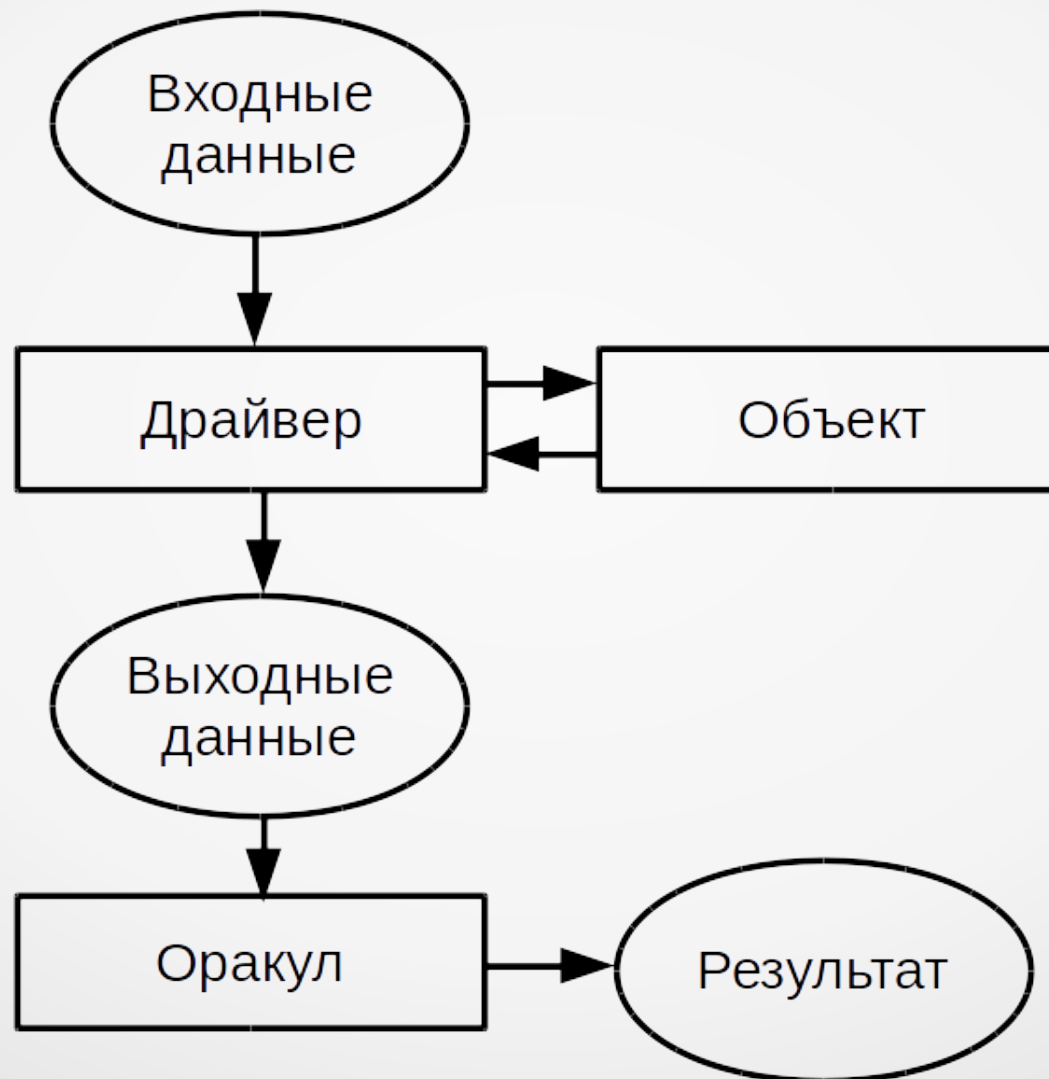 Входные
данные
Драйвер
Объект
Выходные
данные
Оракул
Результат